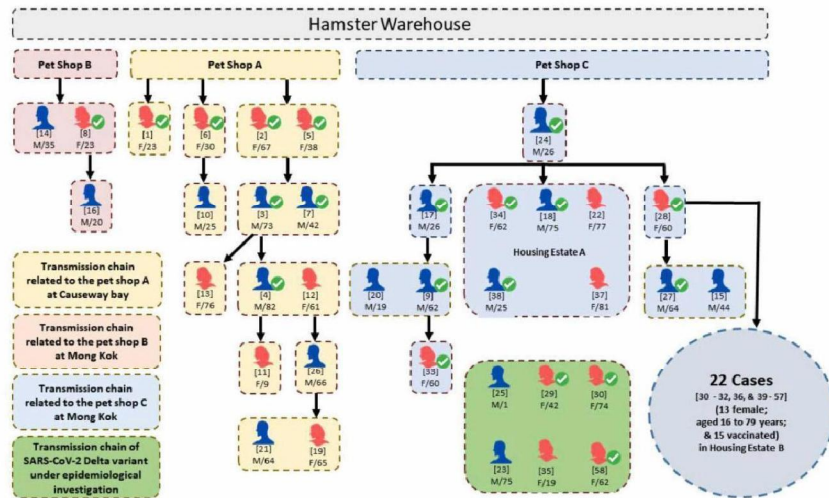 Hamster Warehouse
Pet Shop B
Pet Shop A
Pet Shop C
[14]
M/35
[8]
F/23
[1]
F/23
[6]
F/30
[2]
F/67
[5]
F/38
[24]
M/26
[16]
M/20
[10]
M/25
[3]
M/73
[7]
M/42
[17]
M/26
[34]
F/62
[18]
M/75
[22]
F/77
[28]
F/60
Housing Estate A
[13]
F/76
[4]
M/82
[12]
F/61
[20]
M/19
[9]
M/62
[38]
M/25
[37]
F/81
[27]
M/64
[15]
M/44
[11]
F/9
[26]
M/66
[33]
F/60
[21]
M/64
[19]
F/65
[25]
M/1
[29]
F/42
[30]
F/74
[23]
M/75
[35]
F/19
[58]
F/62
22 Cases
[30 - 32, 36, & 39 - 57]
(13 female;
aged 16 to 79 years;
& 15 vaccinated)
in Housing Estate B
Transmission chain
related to the pet shop A
at Causeway bay
Transmission chain
related to the pet shop B
at Mong Kok
Transmission chain
related to the pet shop C
at Mong Kok
Transmission chain of
SARS-CoV-2 Delta variant
under epidemiological
investigation